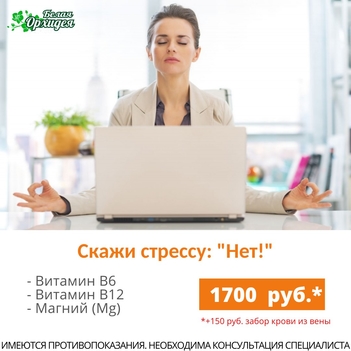 Белая
Орхидея
Скажи стрессу: "Нет!"
- Витамин В6
- Витамин В12
- Магний (Mg)
1700 руб.*
*+150 руб. забор крови из вены
ИМЕЮТСЯ ПРОТИВОПОКАЗАНИЯ. НЕОБХОДИМА КОНСУЛЬТАЦИЯ СПЕЦИАЛИСТА